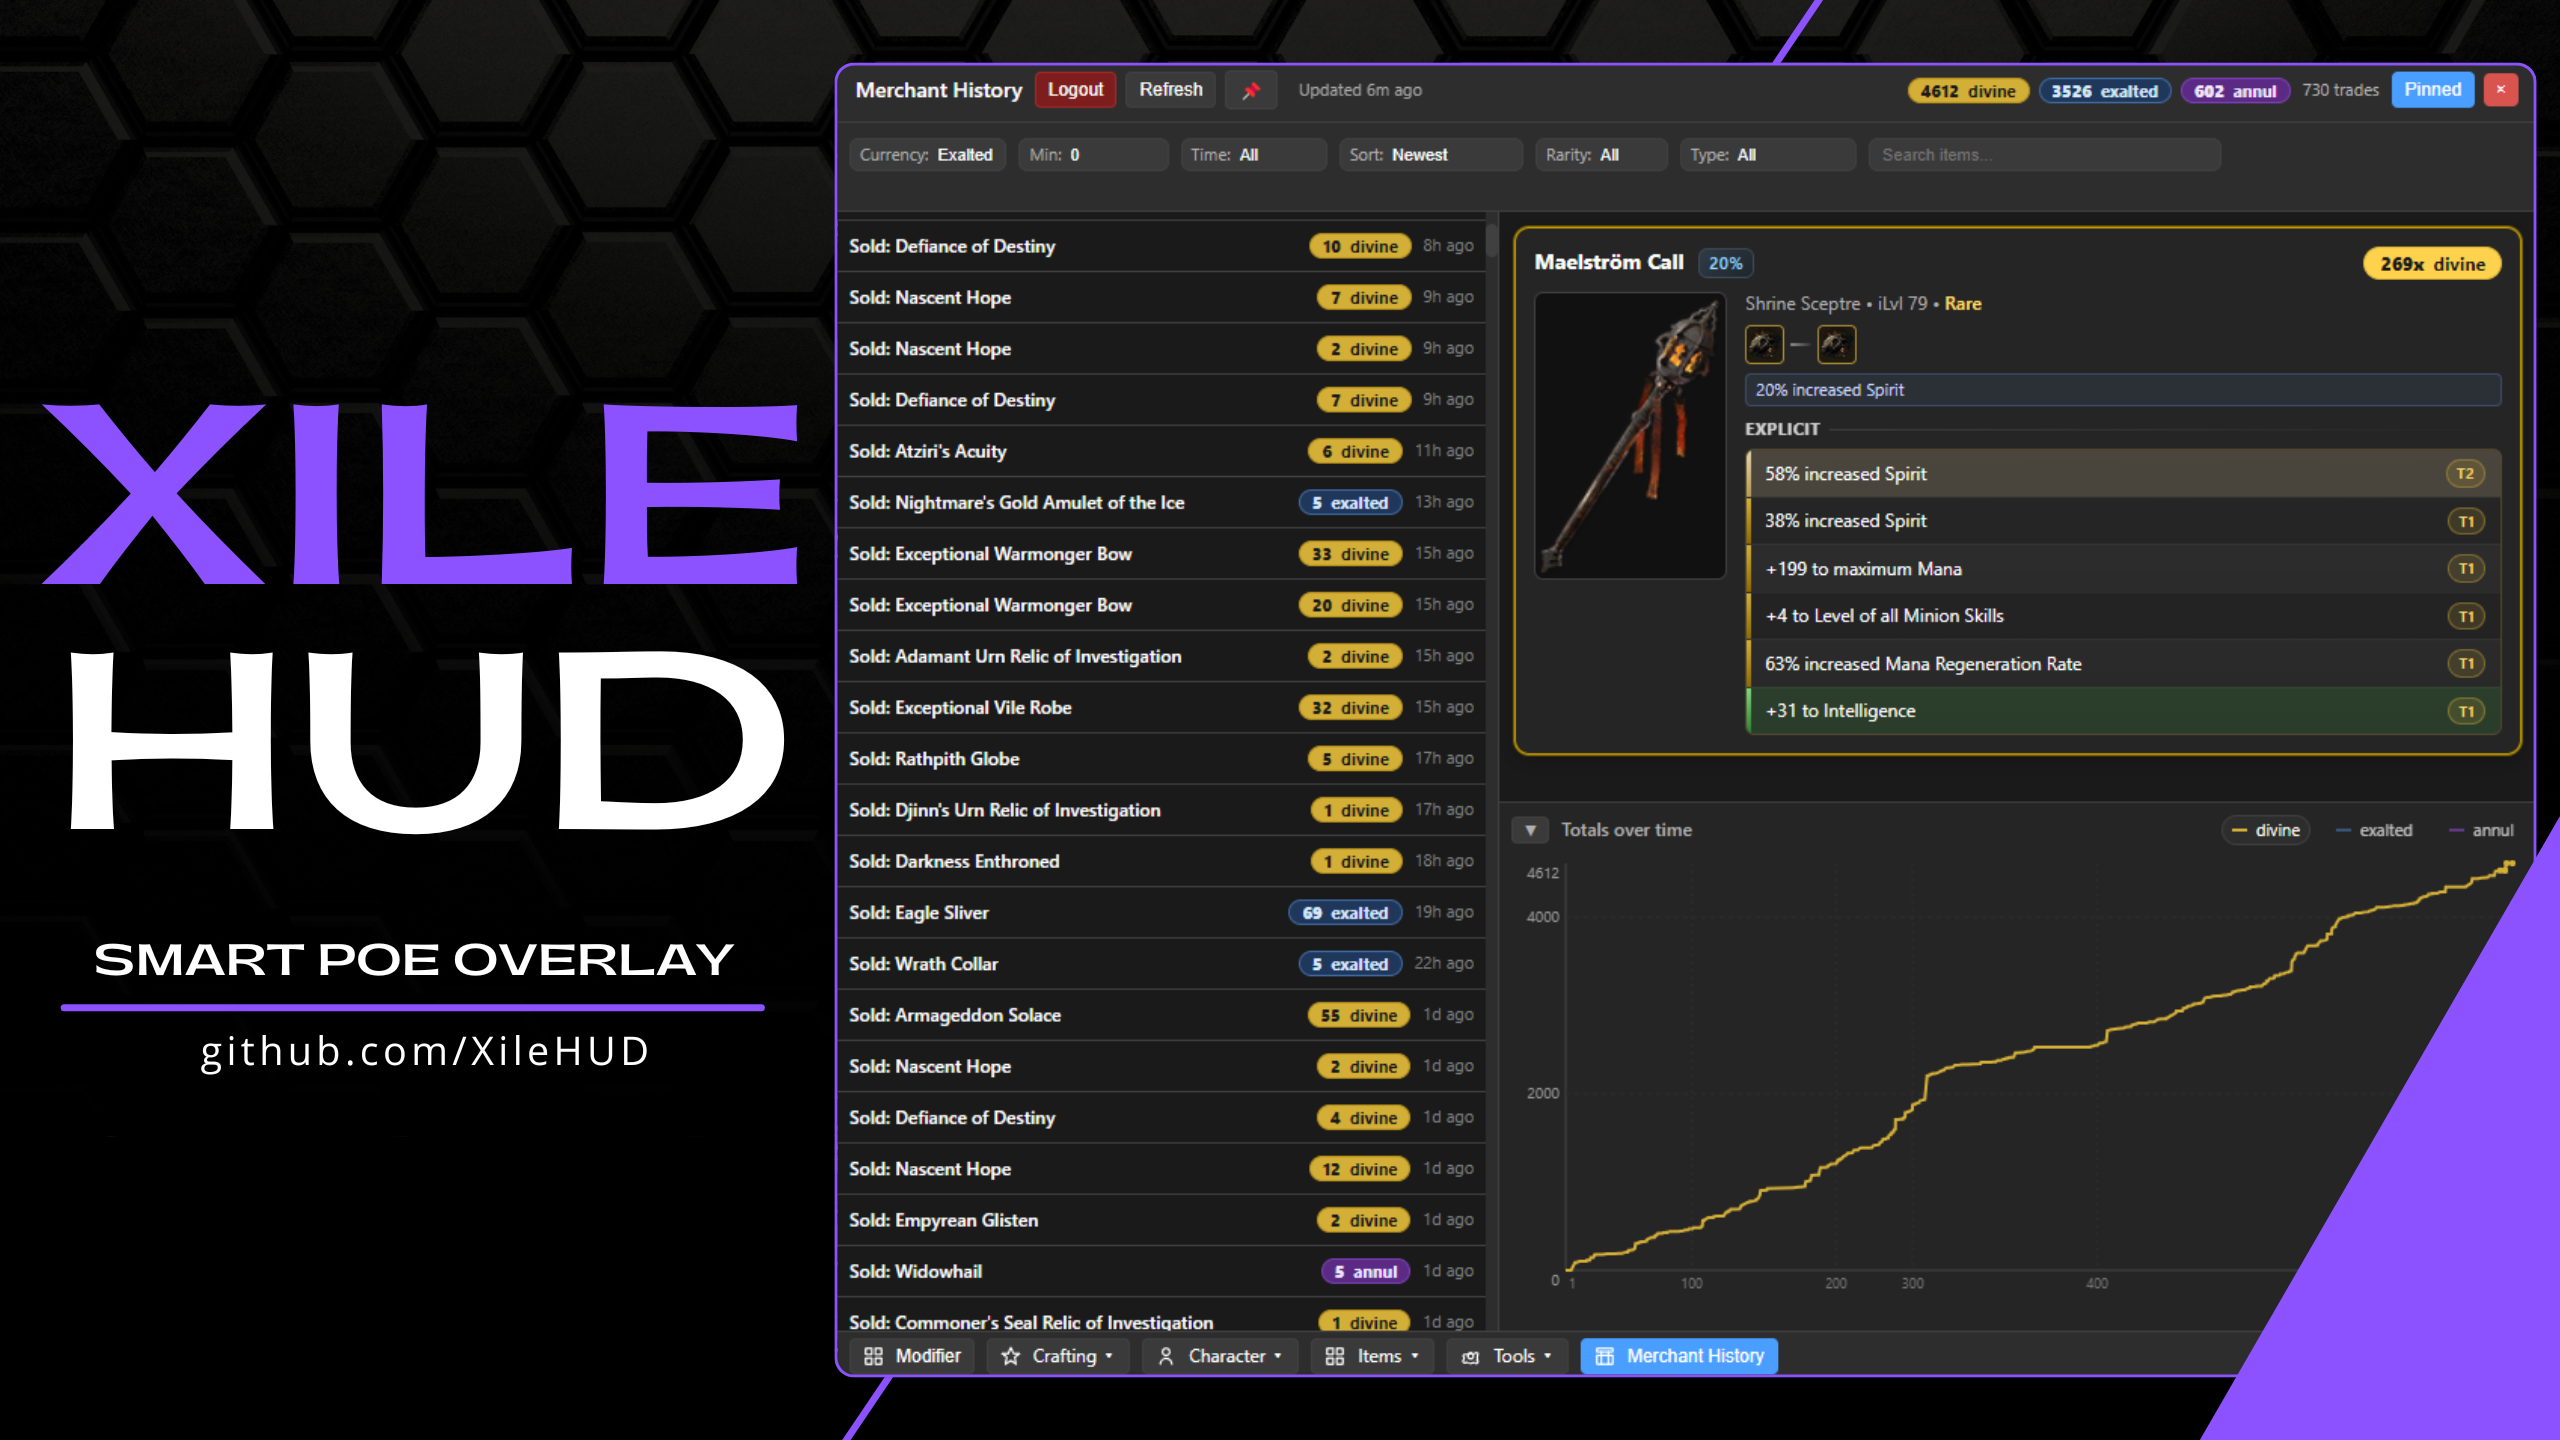 XILE
HUD
SMART POE OVERLAY
github.com/XileHUD
Merchant History Logout Refresh Updated 6m ago 4612 divine 3526 exalted 602 annul 730 trades Pinned ×
Currency: Exalted Min: 0 Time: All Sort: Newest Rarity: All Type: All Search items...
Sold: Defiance of Destiny 10 divine 8h ago
Sold: Nascent Hope 7 divine 9h ago
Sold: Nascent Hope 2 divine 9h ago
Sold: Defiance of Destiny 7 divine 9h ago
Sold: Atziri's Acuity 6 divine 11h ago
Sold: Nightmare's Gold Amulet of the Ice 5 exalted 13h ago
Sold: Exceptional Warmonger Bow 33 divine 15h ago
Sold: Exceptional Warmonger Bow 20 divine 15h ago
Sold: Adamant Urn Relic of Investigation 2 divine 15h ago
Sold: Exceptional Vile Robe 32 divine 15h ago
Sold: Rathpith Globe 5 divine 17h ago
Sold: Djinn's Urn Relic of Investigation 1 divine 17h ago
Sold: Darkness Enthroned 1 divine 18h ago
Sold: Eagle Sliver 69 exalted 19h ago
Sold: Wrath Collar 5 exalted 22h ago
Sold: Armageddon Solace 55 divine 1d ago
Sold: Nascent Hope 2 divine 1d ago
Sold: Defiance of Destiny 4 divine 1d ago
Sold: Nascent Hope 12 divine 1d ago
Sold: Empyrean Glisten 2 divine 1d ago
Sold: Widowhail 5 annul 1d ago
Sold: Commoner's Seal Relic of Investigation 1 divine 1d ago
Maelström Call 20% 269x divine
Shrine Sceptre • iLvl 79 • Rare
20% increased Spirit
EXPLICIT
58% increased Spirit T2
38% increased Spirit T1
+199 to maximum Mana T1
+4 to Level of all Minion Skills T1
63% increased Mana Regeneration Rate T1
+31 to Intelligence T1
Totals over time divine exalted annul
4612
4000
2000
0
1 100 200 300 400
Modifier Crafting Character Items Tools Merchant History